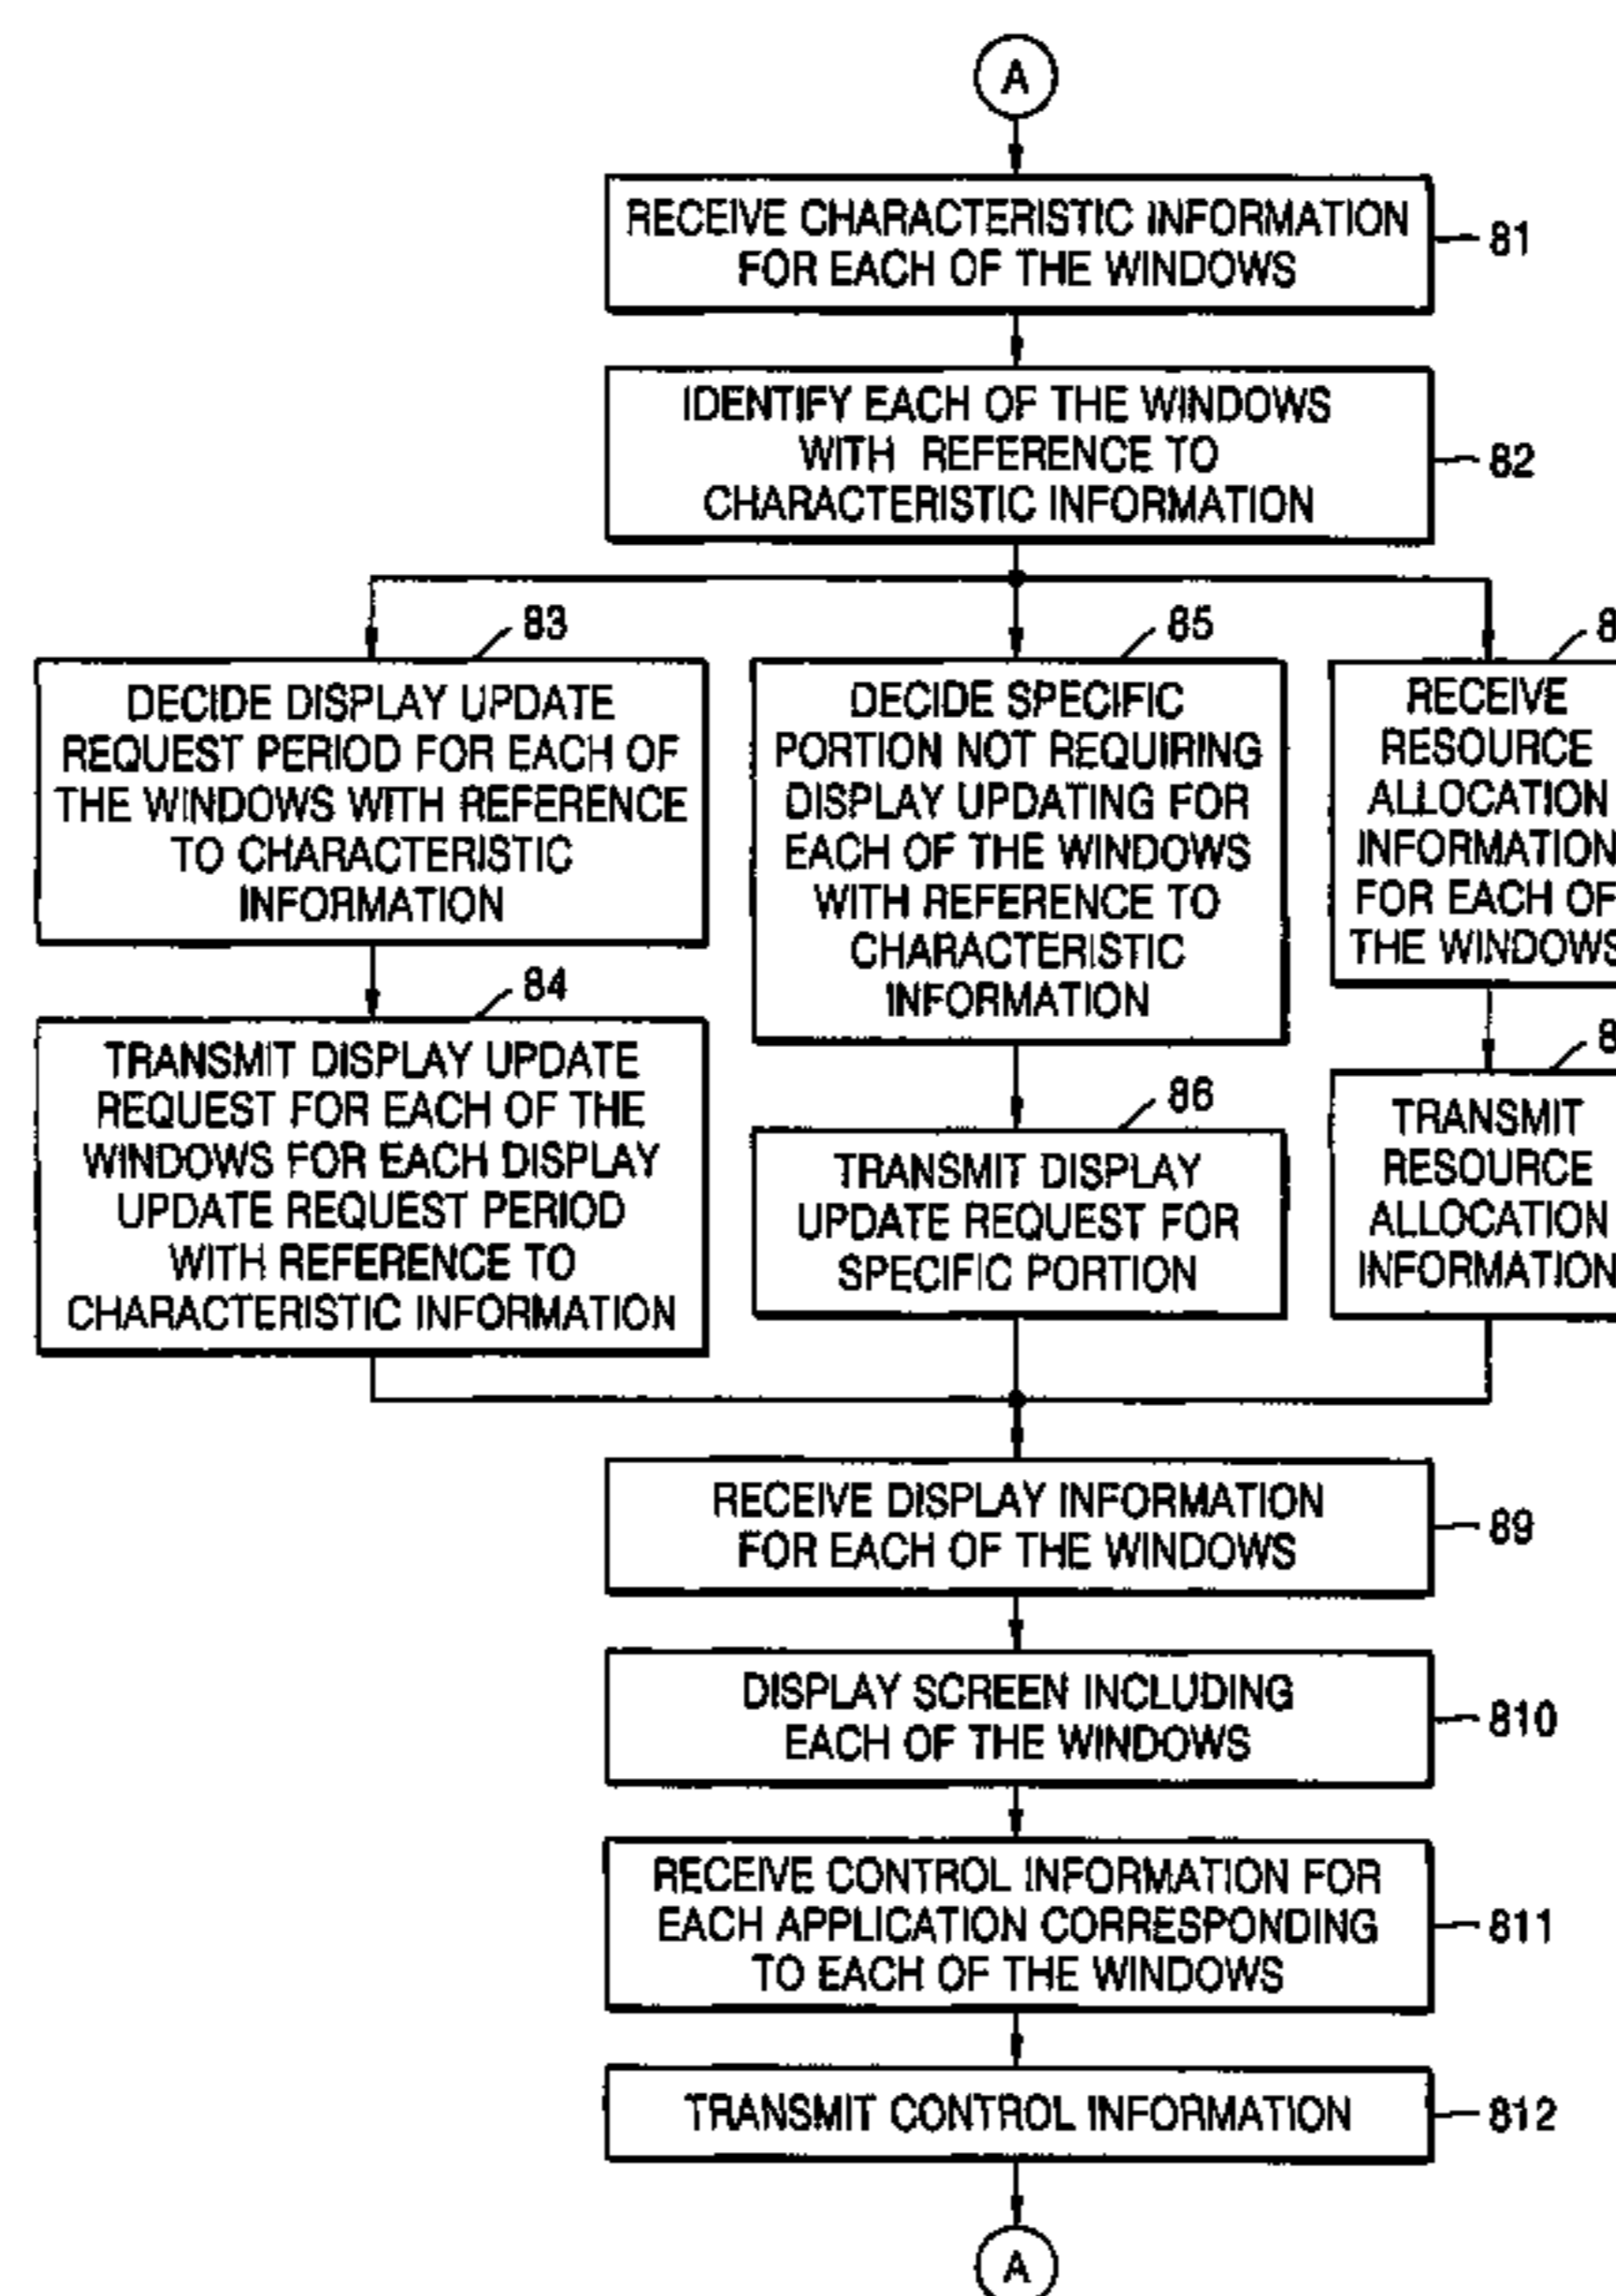 A
RECEIVE CHARACTERISTIC INFORMATION
FOR EACH OF THE WINDOWS
81
IDENTIFY EACH OF THE WINDOWS
WITH REFERENCE TO
CHARACTERISTIC INFORMATION
82
83
DECIDE DISPLAY UPDATE
REQUEST PERIOD FOR EACH OF
THE WINDOWS WITH REFERENCE
TO CHARACTERISTIC
INFORMATION
84
TRANSMIT DISPLAY UPDATE
REQUEST FOR EACH OF THE
WINDOWS FOR EACH DISPLAY
UPDATE REQUEST PERIOD
WITH REFERENCE TO
CHARACTERISTIC INFORMATION
85
DECIDE SPECIFIC
PORTION NOT REQUIRING
DISPLAY UPDATING FOR
EACH OF THE WINDOWS
WITH REFERENCE TO
CHARACTERISTIC
INFORMATION
86
TRANSMIT DISPLAY
UPDATE REQUEST FOR
SPECIFIC PORTION
RECEIVE
RESOURCE
ALLOCATION
INFORMATION
FOR EACH OF
THE WINDOWS
TRANSMIT
RESOURCE
ALLOCATION
INFORMATION
RECEIVE DISPLAY INFORMATION
FOR EACH OF THE WINDOWS
89
DISPLAY SCREEN INCLUDING
EACH OF THE WINDOWS
810
RECEIVE CONTROL INFORMATION FOR
EACH APPLICATION CORRESPONDING
TO EACH OF THE WINDOWS
811
TRANSMIT CONTROL INFORMATION
812
A